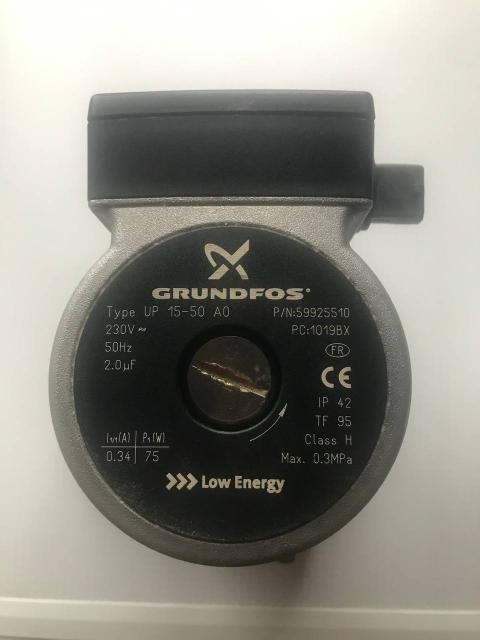 GRUNDFOS
Type UP 15-50 AO P/N:59925510
230V ~ PC:1019BX
50Hz FR
2.0µF CE
IP 42
TF 95
I1/1(A) P1(W) Class H
0.34 75 Max. 0.3MPa
>>> Low Energy